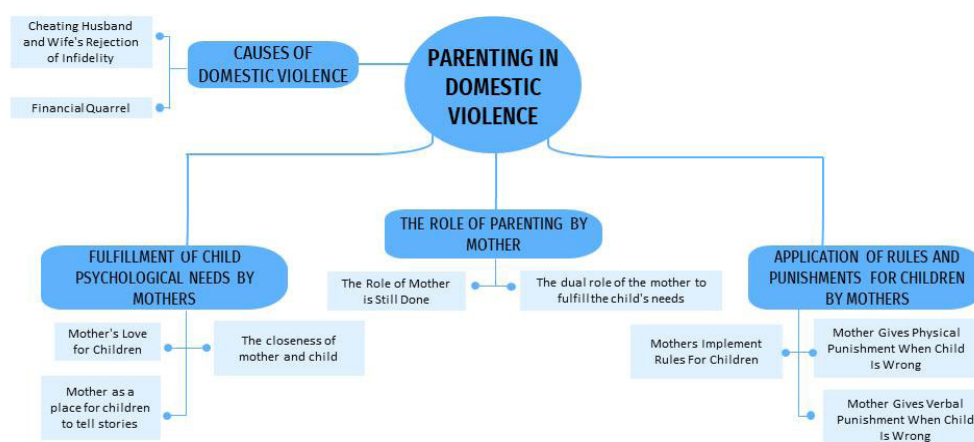 PARENTING IN
DOMESTIC
VIOLENCE
CAUSES OF
DOMESTIC VIOLENCE
Cheating Husband
and Wife's Rejection
of Infidelity
Financial Quarrel
FULFILLMENT OF CHILD
PSYCHOLOGICAL NEEDS BY
MOTHERS
Mother's Love
for Children
The closeness of
mother and child
Mother as a
place for children
to tell stories
THE ROLE OF PARENTING BY
MOTHER
The Role of Mother
is Still Done
The dual role of the mother to
fulfill the child's needs
APPLICATION OF RULES AND
PUNISHMENTS FOR CHILDREN
BY MOTHERS
Mothers Implement
Rules For Children
Mother Gives Physical
Punishment When Child
Is Wrong
Mother Gives Verbal
Punishment When Child
Is Wrong